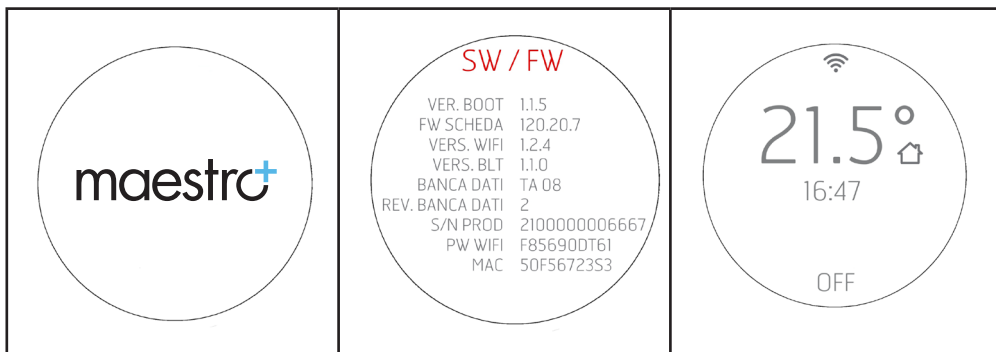 maestro+
SW / FW
VER. BOOT 1.1.5
FW SCHEDA 120.20.7
VERS. WIFI 1.2.4
VERS. BLT 1.1.0
BANCA DATI TA 08
REV. BANCA DATI 2
S/N PROD 2100000006667
PW WIFI F85690DT61
MAC 50F56723S3
21.5°
16:47
OFF